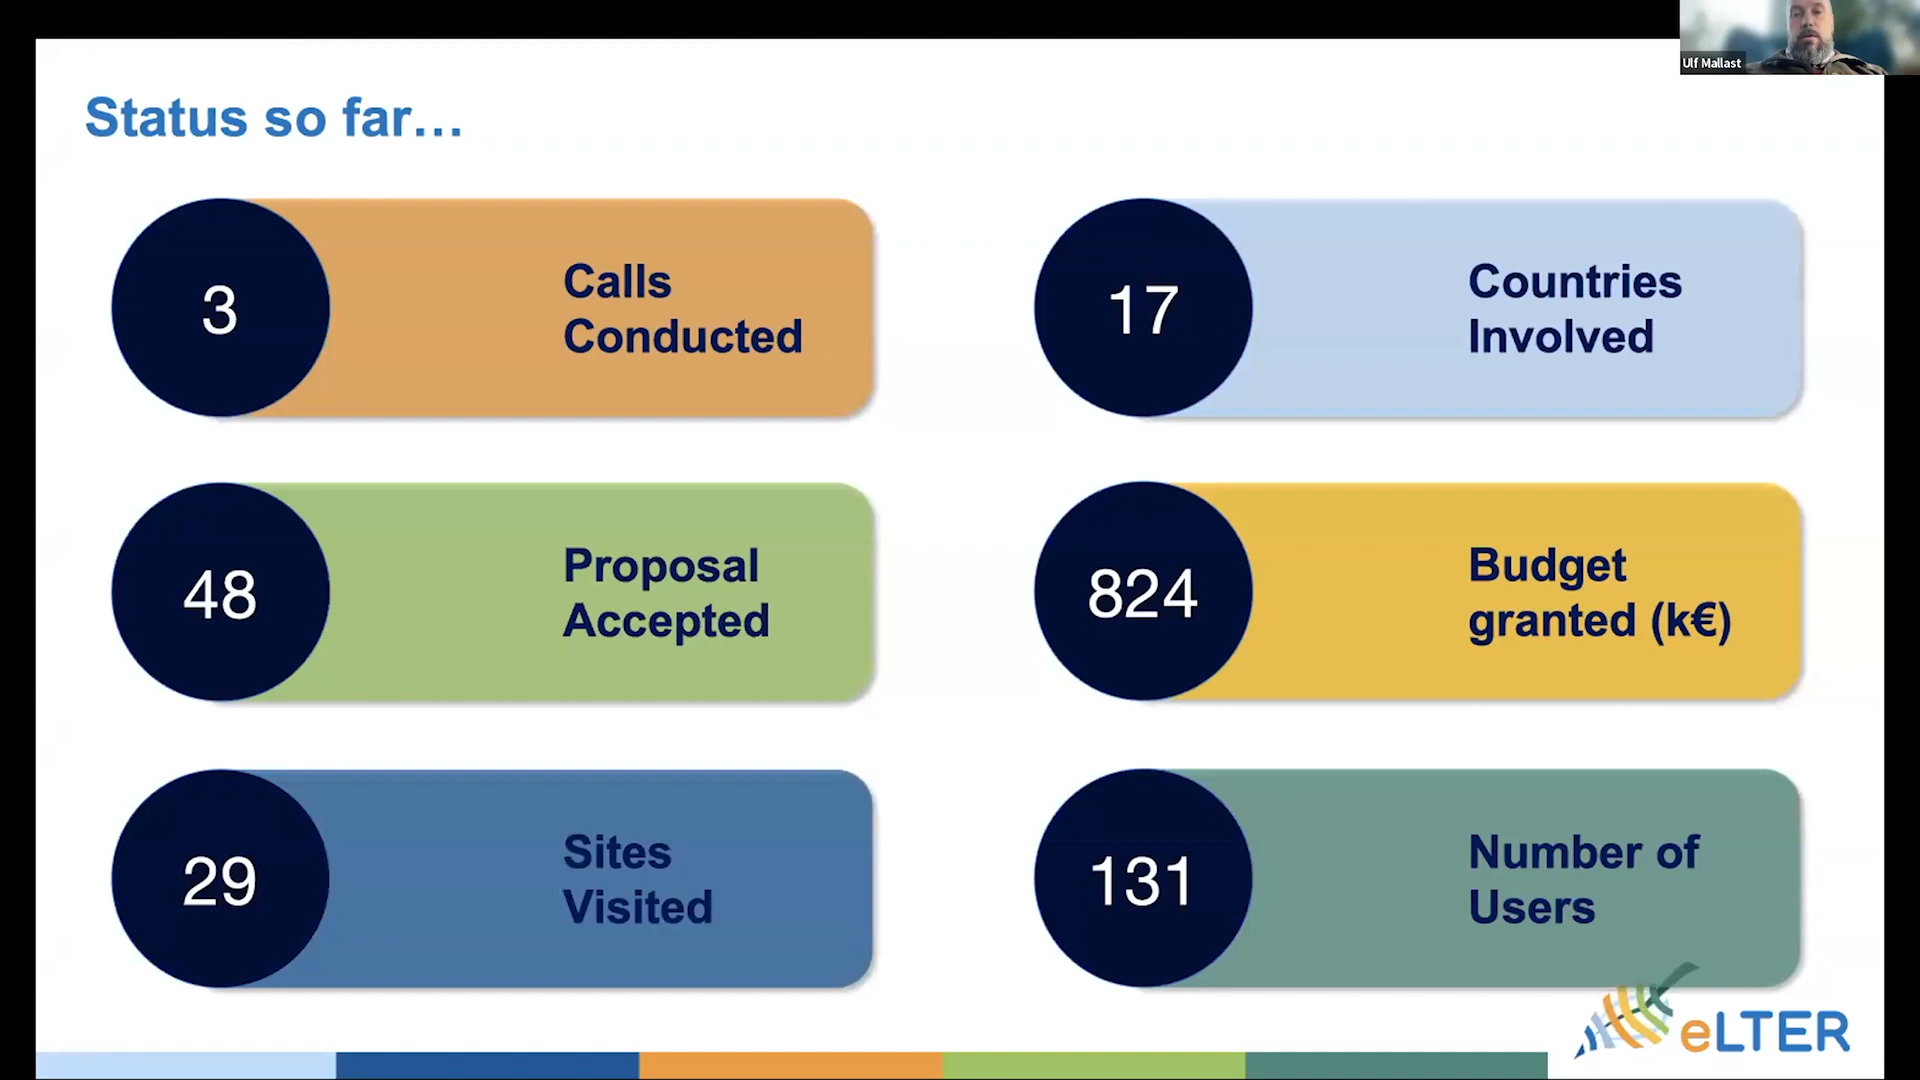 Ulf Mallast
Status so far...
3
Calls
Conducted
17
Countries
Involved
48
Proposal
Accepted
824
Budget
granted (k€)
29
Sites
Visited
131
Number of
Users
eLTER